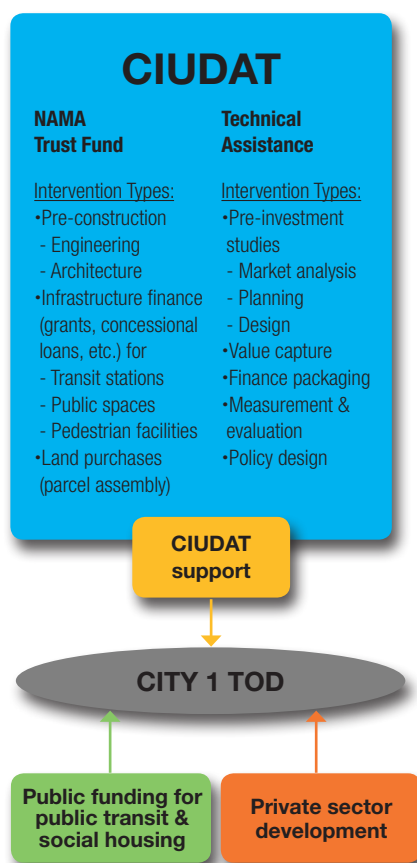 CIUDAT
NAMA
Trust Fund
Intervention Types:
•Pre-construction
- Engineering
- Architecture
•Infrastructure finance
(grants, concessional
loans, etc.) for
- Transit stations
- Public spaces
- Pedestrian facilities
•Land purchases
(parcel assembly)
Technical
Assistance
Intervention Types:
•Pre-investment
studies
- Market analysis
- Planning
- Design
•Value capture
•Finance packaging
•Measurement &
evaluation
•Policy design
CIUDAT
support
CITY 1 TOD
Public funding for
public transit &
social housing
Private sector
development